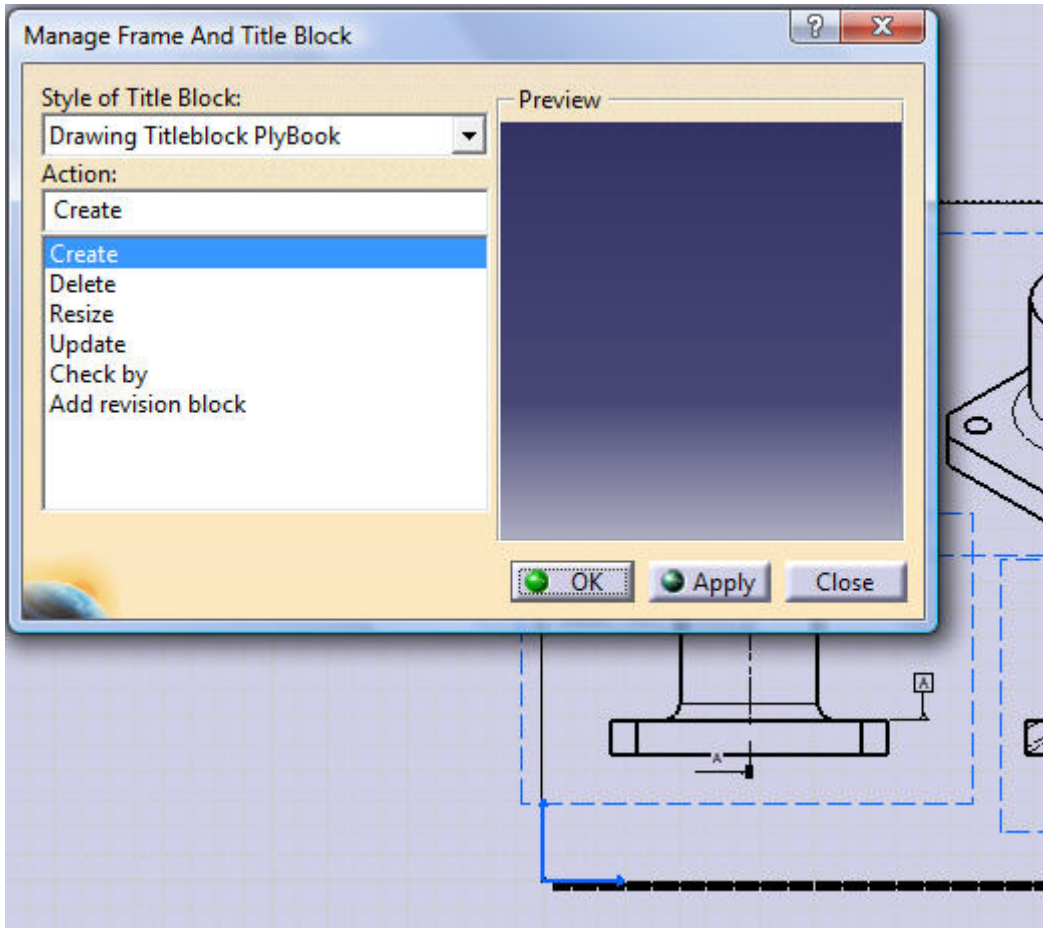 Manage Frame And Title Block
?
X
Style of Title Block:
Drawing Titleblock PlyBook
Preview
Action:
Create
Create
Delete
Resize
Update
Check by
Add revision block
OK
Apply
Close
A
A